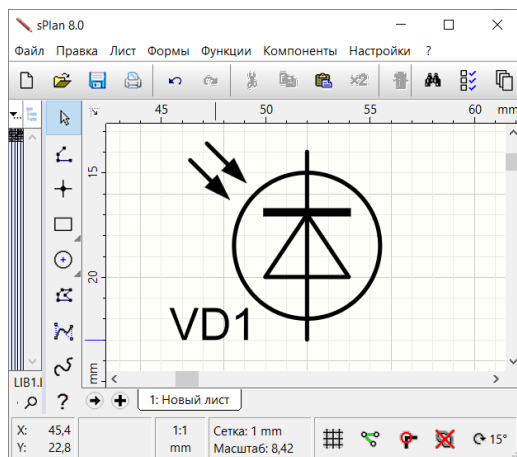 sPlan 8.0
Файл Правка Лист Формы Функции Компоненты Настройки ?
×2
45 50 55 60 mm
15
20
mm
VD1
LIB1.
?
1: Новый лист
X: 45,4
Y: 22,8
1:1
mm
Сетка: 1 mm
Масштаб: 8,42
15°